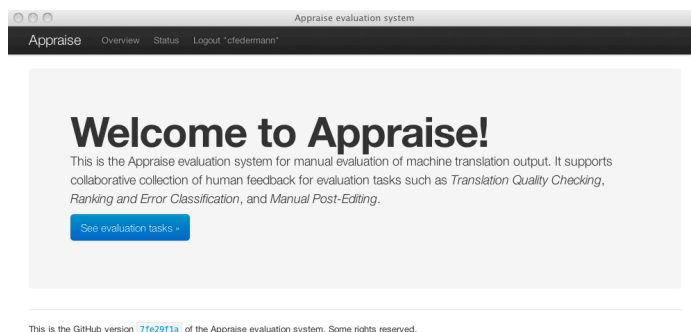 Appraise evaluation system
Appraise Overview Status Logout "cfedermann"
Welcome to Appraise!
This is the Appraise evaluation system for manual evaluation of machine translation output. It supports
collaborative collection of human feedback for evaluation tasks such as Translation Quality Checking,
Ranking and Error Classification, and Manual Post-Editing.
See evaluation tasks »
This is the GitHub version 7fe29f1a of the Appraise evaluation system. Some rights reserved.